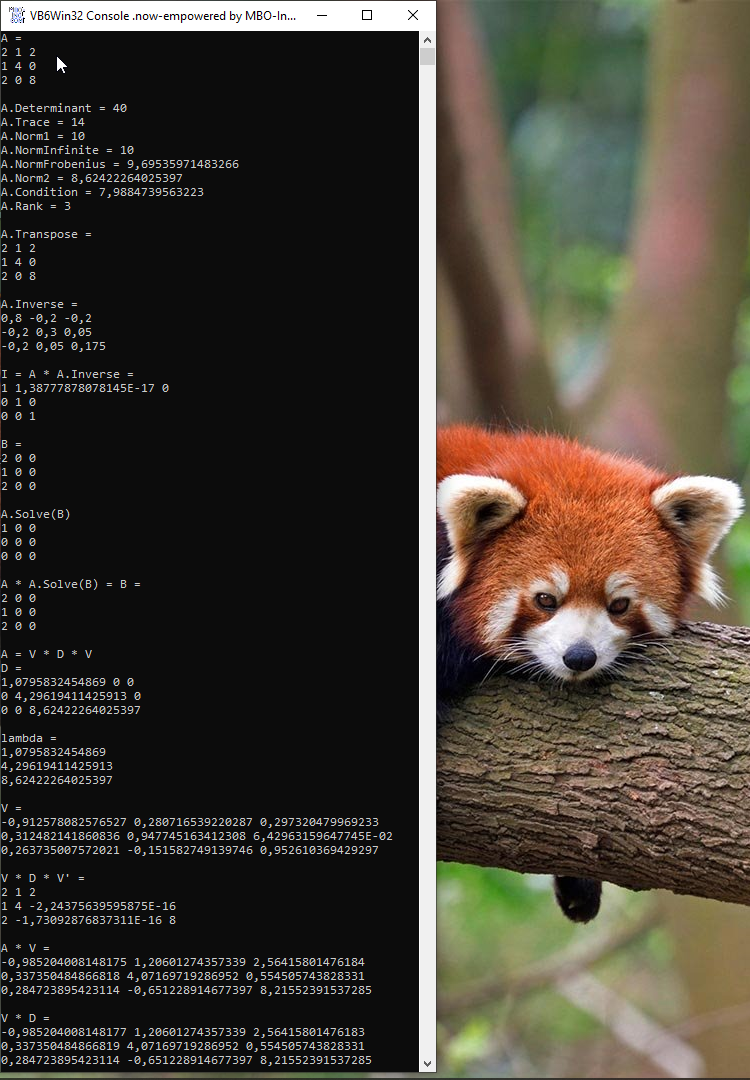 VB6Win32 Console .now-empowered by MBO-In...
A =
2 1 2
1 4 0
2 0 8
A.Determinant = 40
A.Trace = 14
A.Norm1 = 10
A.NormInfinite = 10
A.NormFrobenius = 9,69535971483266
A.Norm2 = 8,62422264025397
A.Condition = 7,9884739563223
A.Rank = 3
A.Transpose =
2 1 2
1 4 0
2 0 8
A.Inverse =
0,8 -0,2 -0,2
-0,2 0,3 0,05
-0,2 0,05 0,175
I = A * A.Inverse =
1 1,38777878078145E-17 0
0 1 0
0 0 1
B =
2 0 0
1 0 0
2 0 0
A.Solve(B)
1 0 0
0 0 0
0 0 0
A * A.Solve(B) = B =
2 0 0
1 0 0
2 0 0
A = V * D * V
D =
1,0795832454869 0 0
0 4,29619411425913 0
0 0 8,62422264025397
lambda =
1,0795832454869
4,29619411425913
8,62422264025397
V =
-0,912578082576527 0,280716539220287 0,297320479969233
0,312482141860836 0,947745163412308 6,42963159647745E-02
0,263735007572021 -0,151582749139746 0,952610369429297
V * D * V' =
2 1 2
1 4 -2,24375639595875E-16
2 -1,73092876837311E-16 8
A * V =
-0,985204008148175 1,20601274357339 2,56415801476184
0,337350484866818 4,07169719286952 0,554505743828331
0,284723895423114 -0,651228914677397 8,21552391537285
V * D =
-0,985204008148177 1,20601274357339 2,56415801476183
0,337350484866819 4,07169719286952 0,554505743828331
0,284723895423114 -0,651228914677397 8,21552391537285